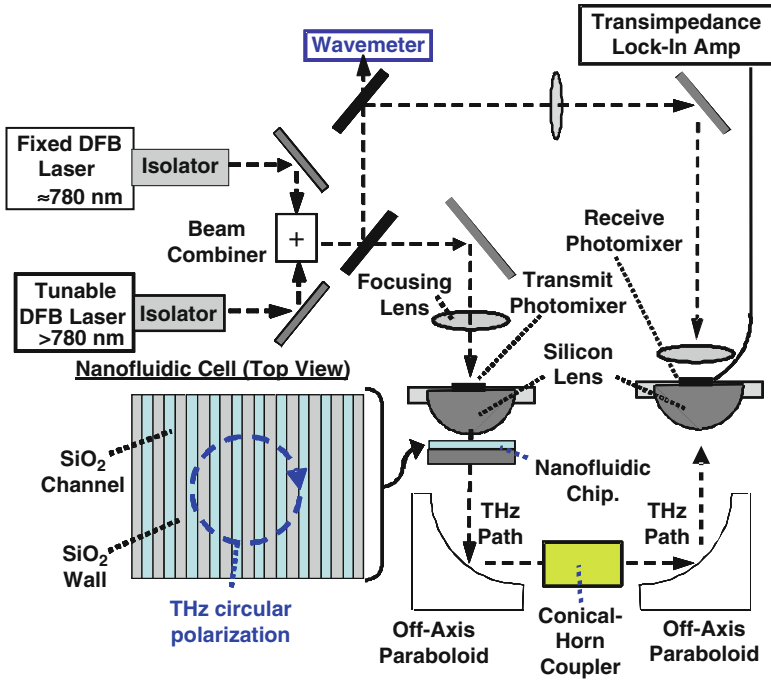 Wavemeter
Transimpedance
Lock-In Amp
Fixed DFB
Laser
≈780 nm
Isolator
Beam
Combiner
+
Tunable
DFB Laser
>780 nm
Isolator
Focusing
Lens
Transmit
Photomixer
Receive
Photomixer
Silicon
Lens
Nanofluidic Cell (Top View)
SiO2
Channel
SiO2
Wall
THz circular
polarization
Nanofluidic
Chip.
THz
Path
THz
Path
Off-Axis
Paraboloid
Conical-
Horn
Coupler
Off-Axis
Paraboloid